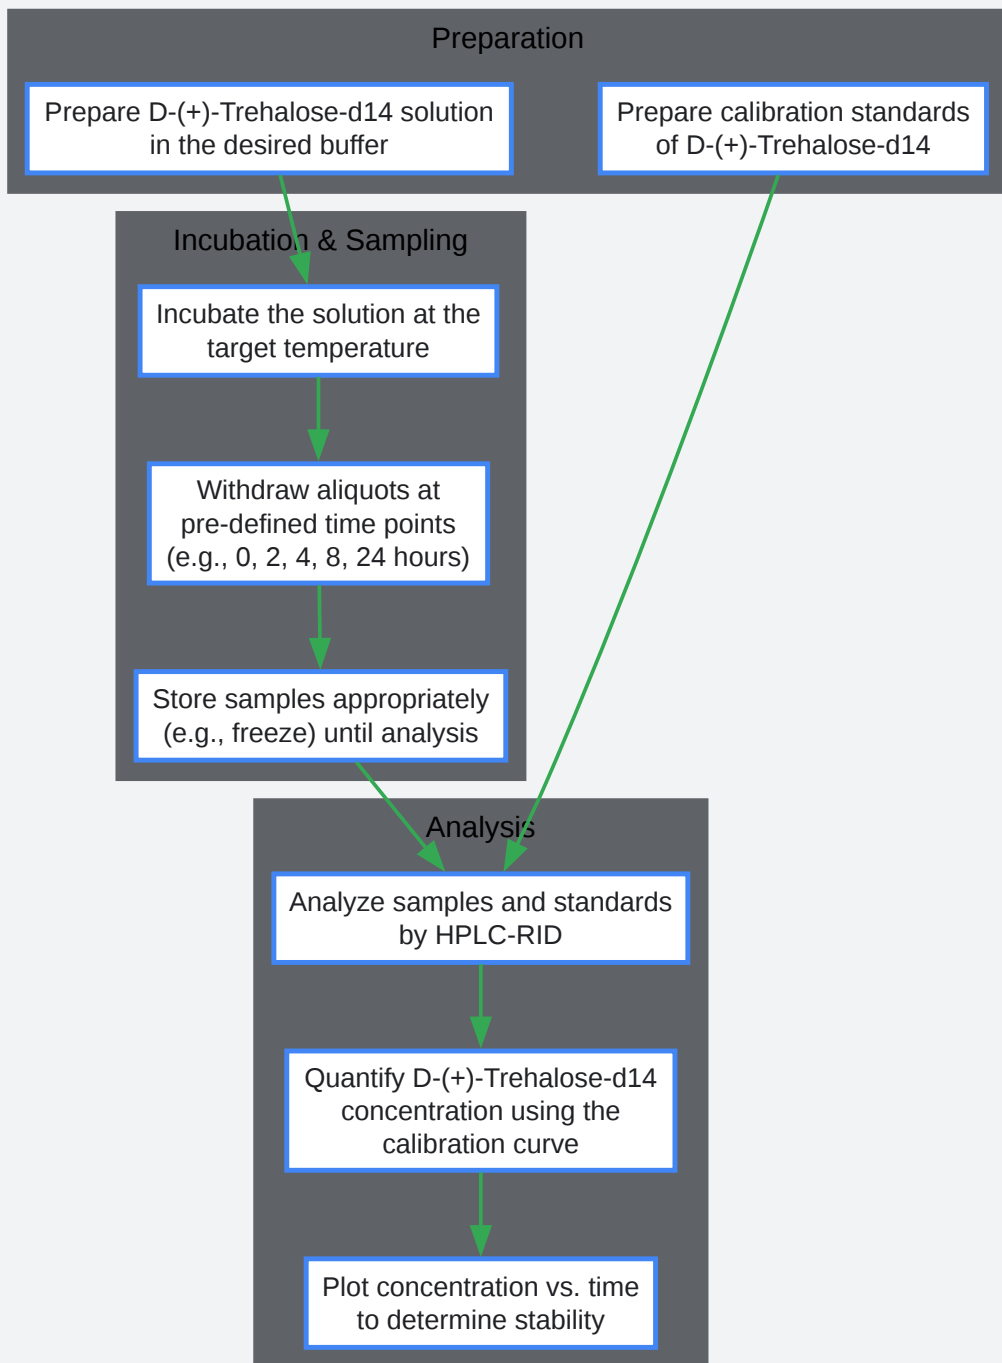 Preparation
Prepare D-(+)-Trehalose-d14 solution
in the desired buffer
Prepare calibration standards
of D-(+)-Trehalose-d14
Incubation & Sampling
Incubate the solution at the
target temperature
Withdraw aliquots at
pre-defined time points
(e.g., 0, 2, 4, 8, 24 hours)
Store samples appropriately
(e.g., freeze) until analysis
Analysis
Analyze samples and standards
by HPLC-RID
Quantify D-(+)-Trehalose-d14
concentration using the
calibration curve
Plot concentration vs. time
to determine stability